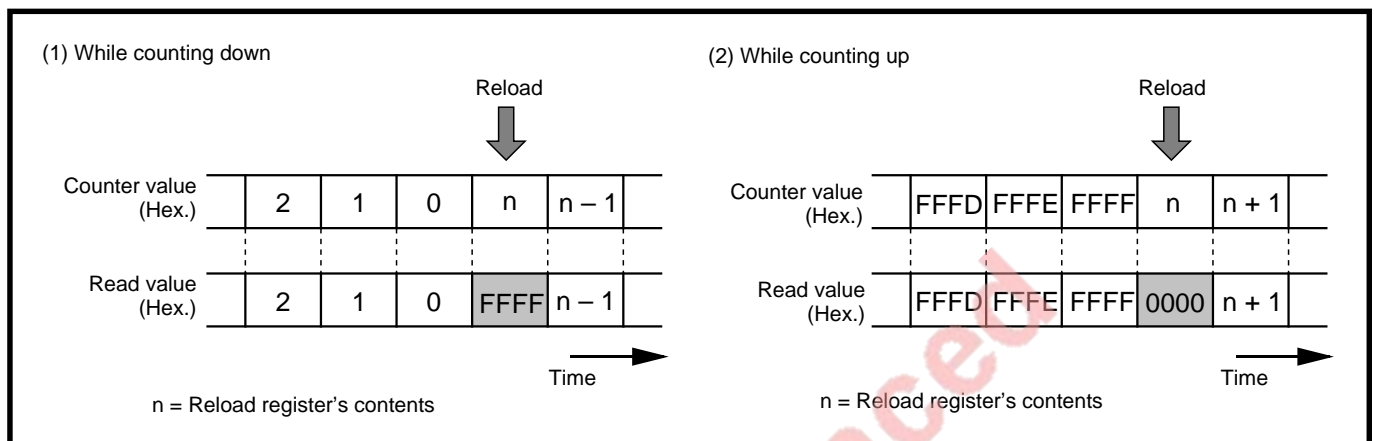 (1) While counting down
Reload
Counter value
(Hex.)
2 1 0 n n – 1
Read value
(Hex.)
2 1 0 FFFF n – 1
Time
n = Reload register's contents
(2) While counting up
Reload
Counter value
(Hex.)
FFFD FFFE FFFF n n + 1
Read value
(Hex.)
FFFD FFFE FFFF 0000 n + 1
Time
n = Reload register's contents